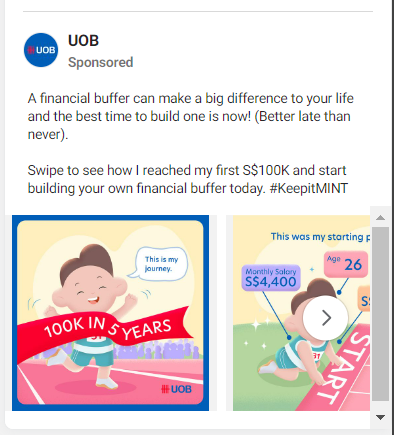 UOB
UOB
Sponsored
A financial buffer can make a big difference to your life
and the best time to build one is now! (Better late than
never).
Swipe to see how I reached my first S$100K and start
building your own financial buffer today. #KeepitMINT
This is my
journey.
100K IN 5 YEARS
31
UOB
This was my starting p
Monthly Salary
S$4,400
Age 26
S$
31
START